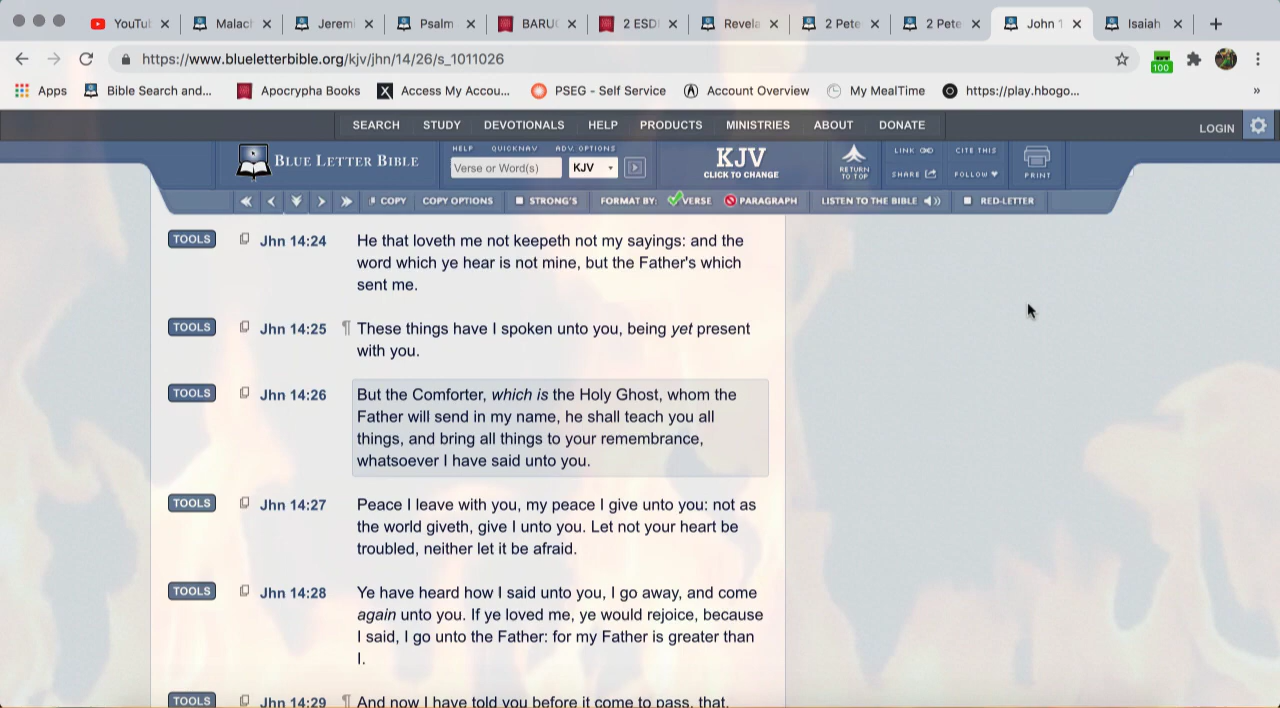 YouTu
Malach
Jeremi
Psalm
BARUC
2 ESD
Revela
2 Pete
2 Pete
John 1
Isaiah
https://www.blueletterbible.org/kjv/jhn/14/26/s_1011026
100
Apps
Bible Search and...
Apocrypha Books
Access My Accou...
PSEG - Self Service
Account Overview
My MealTime
https://play.hbogo...
»
SEARCH STUDY DEVOTIONALS HELP PRODUCTS MINISTRIES ABOUT DONATE
LOGIN
BLUE LETTER BIBLE
HELP QUICKNAV ADV. OPTIONS
Verse or Word(s)
KJV
KJV
CLICK TO CHANGE
RETURN
TO TOP
LINK
CITE THIS
SHARE
FOLLOW
PRINT
COPY
COPY OPTIONS
STRONG'S
FORMAT BY: VERSE PARAGRAPH
LISTEN TO THE BIBLE
RED-LETTER
TOOLS Jhn 14:24 He that loveth me not keepeth not my sayings: and the
word which ye hear is not mine, but the Father's which
sent me.
TOOLS Jhn 14:25 ¶ These things have I spoken unto you, being yet present
with you.
TOOLS Jhn 14:26 But the Comforter, which is the Holy Ghost, whom the
Father will send in my name, he shall teach you all
things, and bring all things to your remembrance,
whatsoever I have said unto you.
TOOLS Jhn 14:27 Peace I leave with you, my peace I give unto you: not as
the world giveth, give I unto you. Let not your heart be
troubled, neither let it be afraid.
TOOLS Jhn 14:28 Ye have heard how I said unto you, I go away, and come
again unto you. If ye loved me, ye would rejoice, because
I said, I go unto the Father: for my Father is greater than
I.
TOOLS Jhn 14:29 ¶ And now I have told you before it come to pass, that,